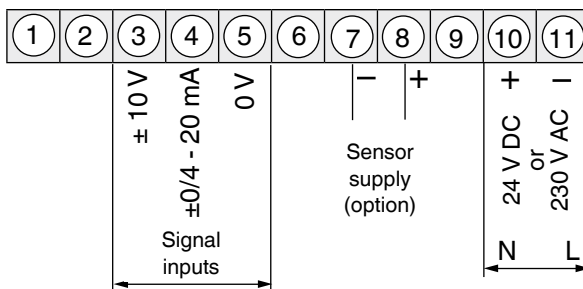 1 2 3 4 5 6 7 8 9 10 11
± 10 V
±0/4 - 20 mA
0 V
Signal
inputs
− +
Sensor
supply
(option)
+ −
24 V DC
or
230 V AC
N L